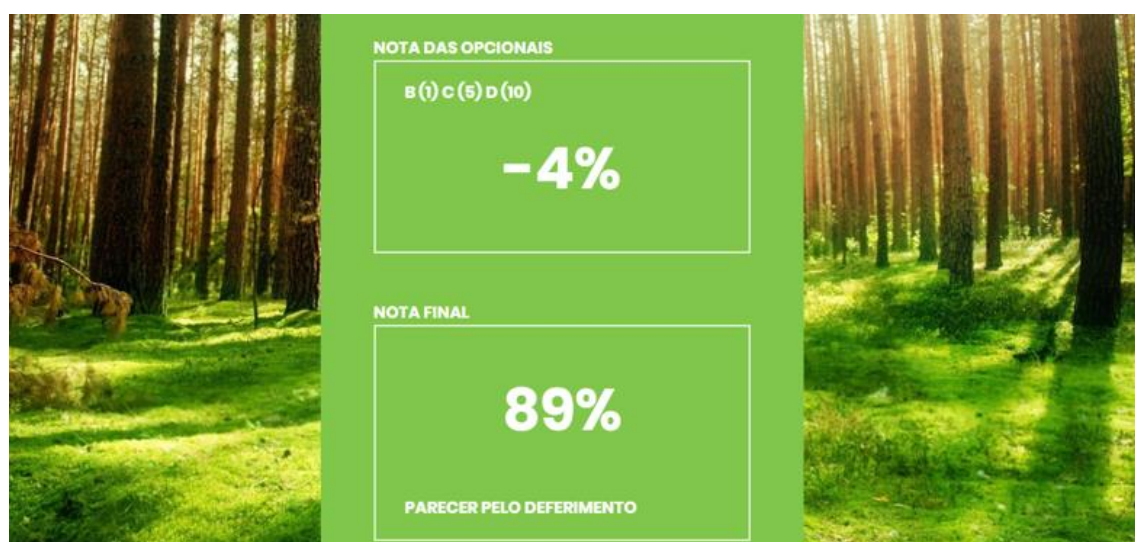 NOTA DAS OPCIONAIS
B (1) C (5) D (10)
-4%
NOTA FINAL
89%
PARECER PELO DEFERIMENTO